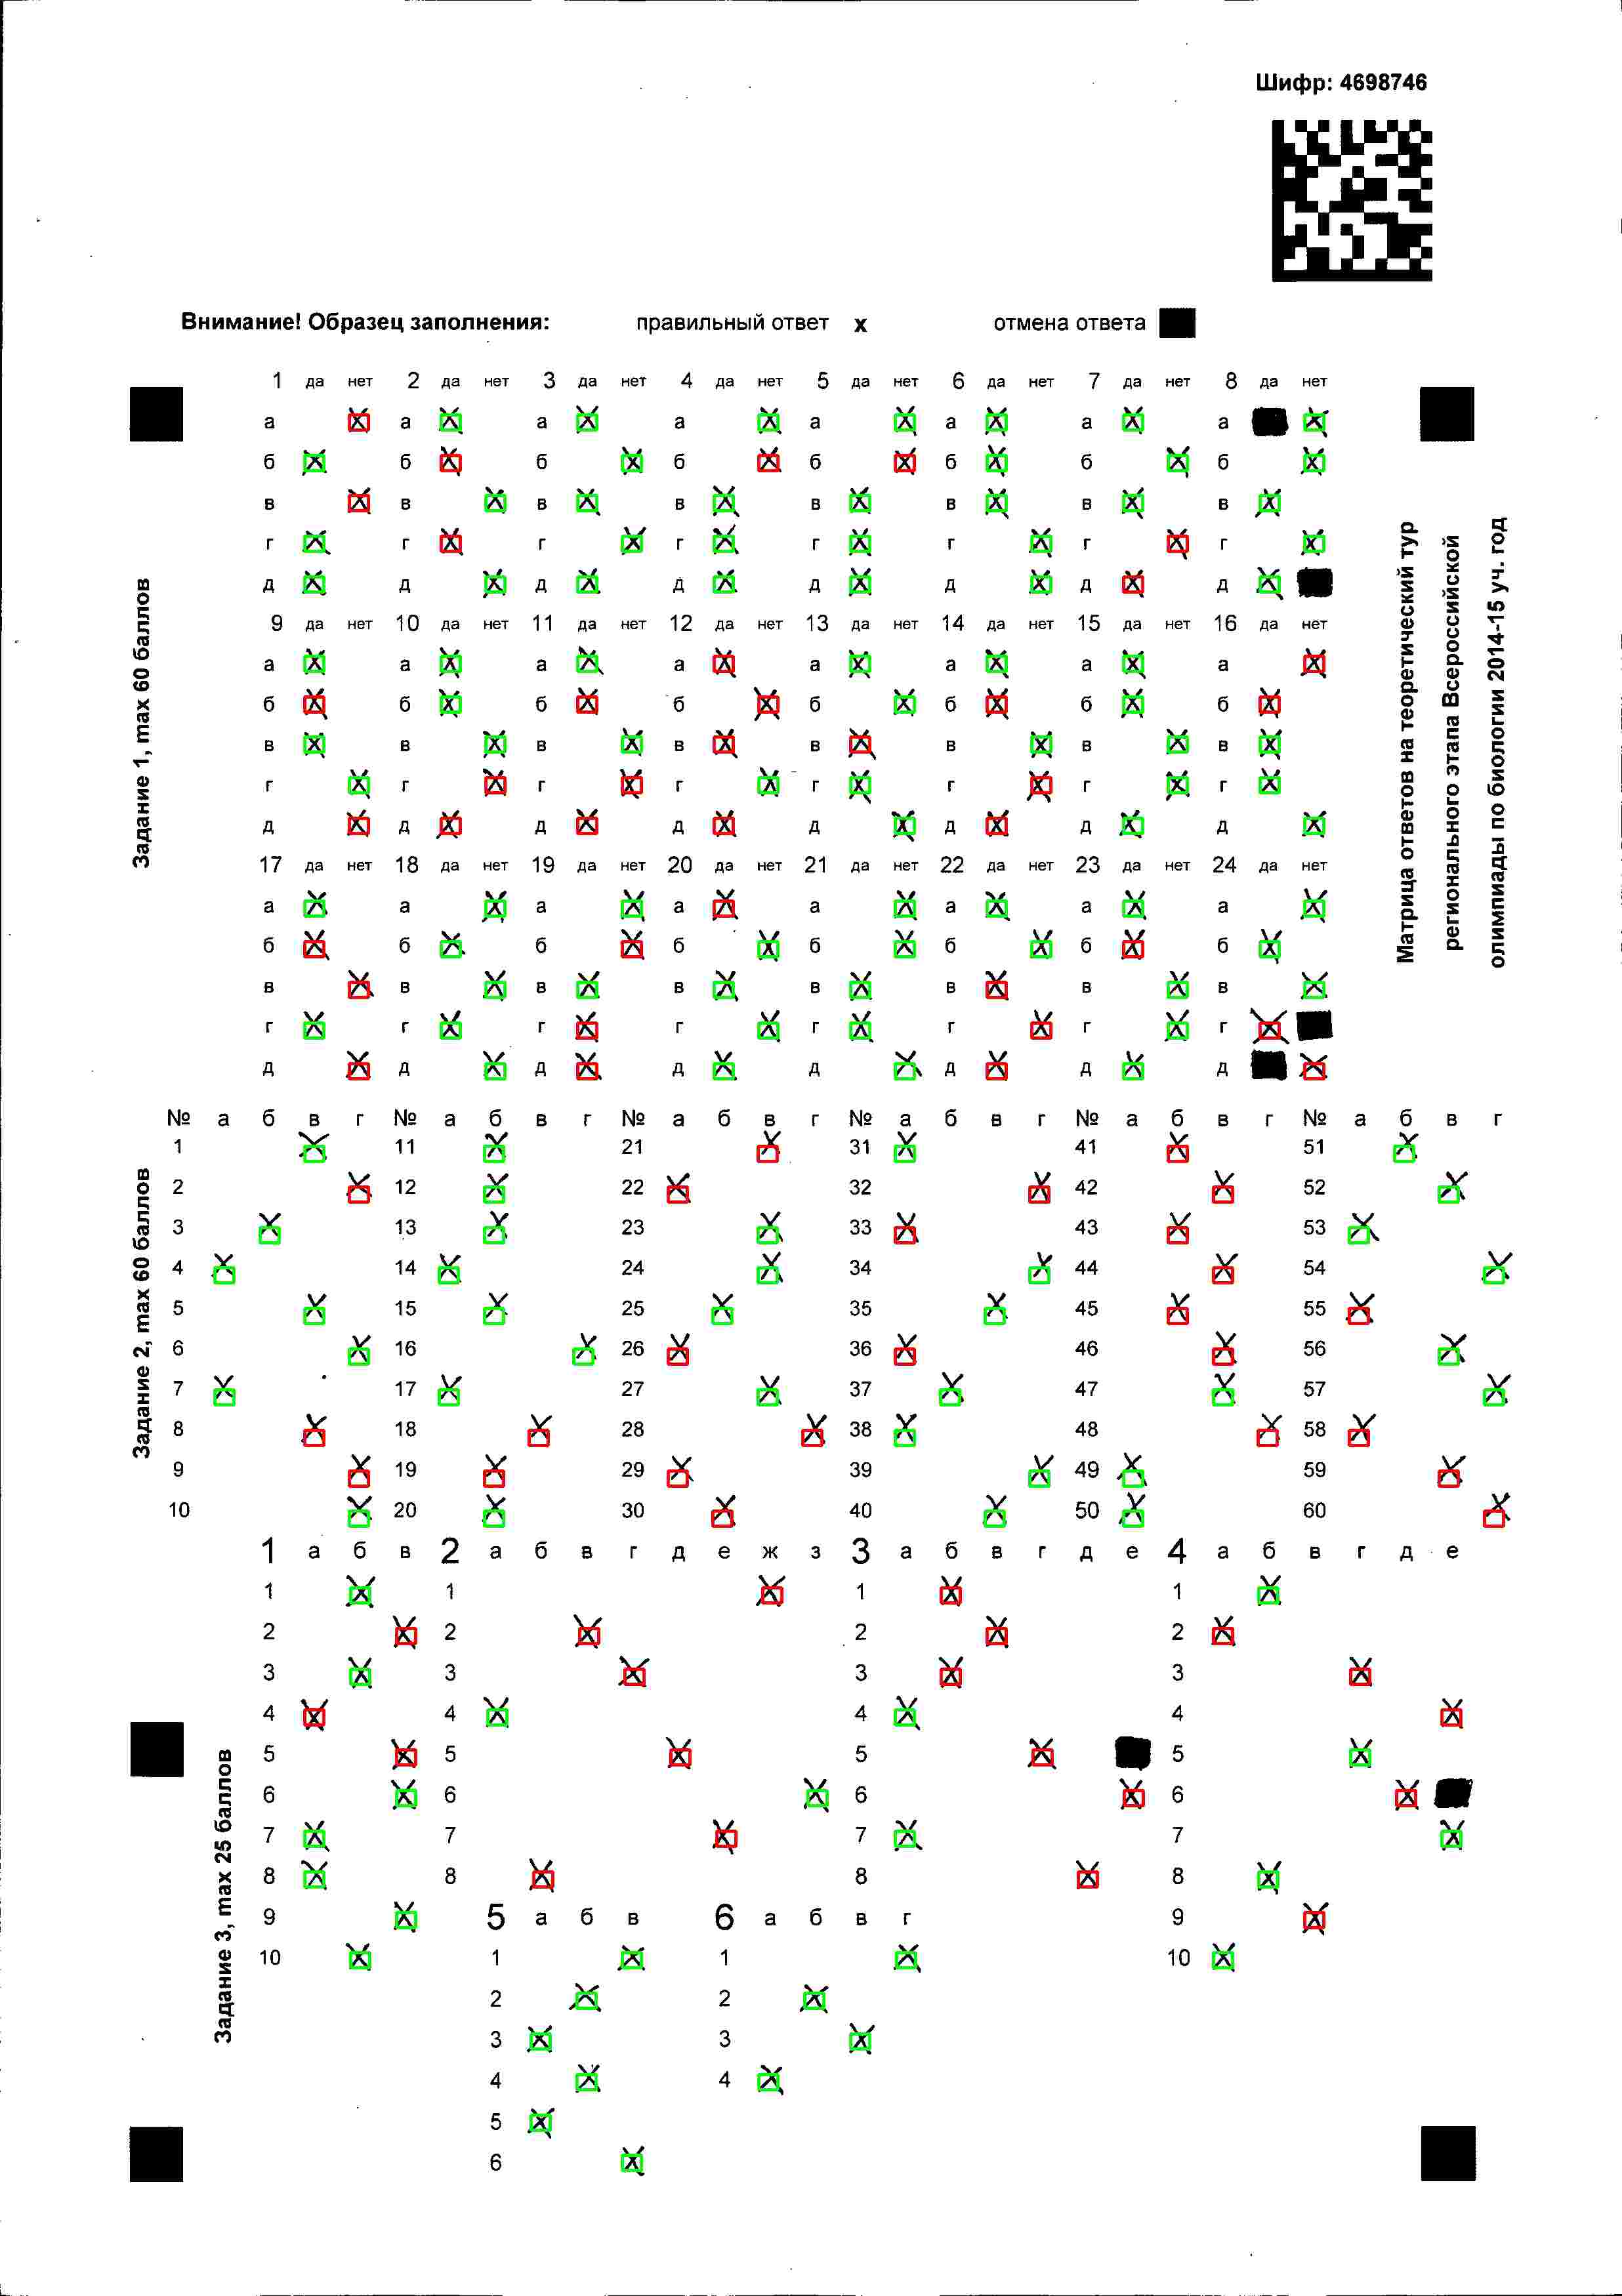 Шифр: 4698746
Внимание! Образец заполнения: правильный ответ x отмена ответа
Задание 1, max 60 баллов
1 да нет 2 да нет 3 да нет 4 да нет 5 да нет 6 да нет 7 да нет 8 да нет
а а а а а а а а
б б б б б б б б
в в в в в в в в
г г г г г г г г
д д д д д д д д
9 да нет 10 да нет 11 да нет 12 да нет 13 да нет 14 да нет 15 да нет 16 да нет
а а а а а а а а
б б б б б б б б
в в в в в в в в
г г г г г г г г
д д д д д д д д
17 да нет 18 да нет 19 да нет 20 да нет 21 да нет 22 да нет 23 да нет 24 да нет
а а а а а а а а
б б б б б б б б
в в в в в в в в
г г г г г г г г
д д д д д д д д
Матрица ответов на теоретический тур
регионального этапа Всероссийской
олимпиады по биологии 2014-15 уч. год
Задание 2, max 60 баллов
№ а б в г № а б в г № а б в г № а б в г № а б в г № а б в г
1 11 21 31 41 51
2 12 22 32 42 52
3 13 23 33 43 53
4 14 24 34 44 54
5 15 25 35 45 55
6 16 26 36 46 56
7 17 27 37 47 57
8 18 28 38 48 58
9 19 29 39 49 59
10 20 30 40 50 60
Задание 3, max 25 баллов
1 а б в 2 а б в г д е ж з 3 а б в г д е 4 а б в г д е
1 1 1 1
2 2 2 2
3 3 3 3
4 4 4 4
5 5 5 5
6 6 6 6
7 7 7 7
8 8 8 8
9 5 а б в 6 а б в г 9
10 1 1 10
2 2
3 3
4 4
5
6